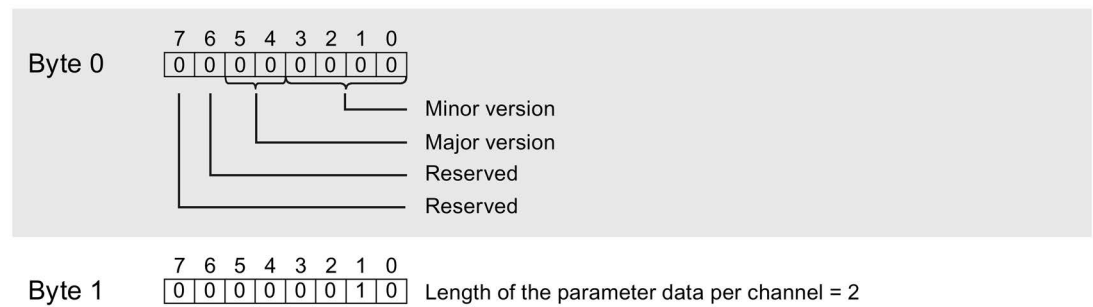 7 6 5 4 3 2 1 0
Byte 0 0 0 0 0 0 0 0 0
Minor version
Major version
Reserved
Reserved
7 6 5 4 3 2 1 0
Byte 1 0 0 0 0 0 0 1 0 Length of the parameter data per channel = 2